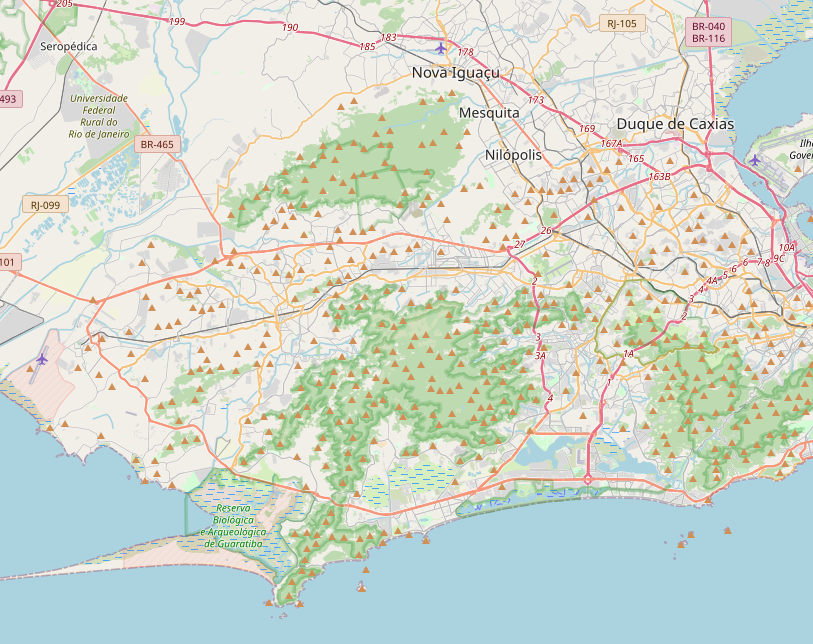 205
199
190
183
185
178
RJ-105
BR-040
BR-116
Seropédica
Nova Iguaçu
493
Universidade
Federal
Rural do
Rio de Janeiro
173
Mesquita
Duque de Caxias
169
167A
BR-465
Nilópolis
165
Ilha
Gover
163B
RJ-099
26
27
10A
101
6
7
8
9C
5
4A
4
3
2
2
3
3A
1A
1
4
Reserva
Biológica
e Arqueológica
de Guaratiba